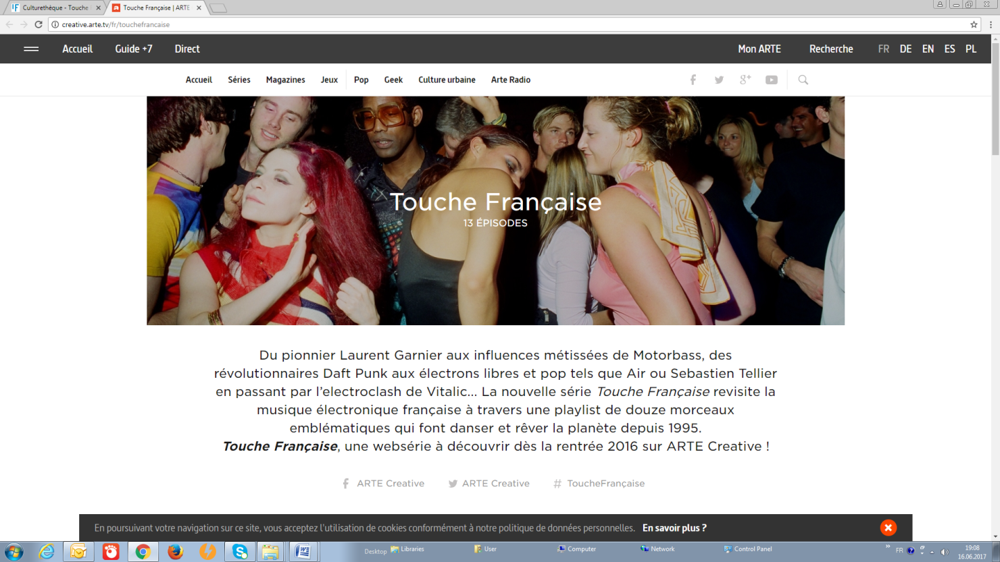 Culturethèque - Touche
Touche Française | ARTE
creative.arte.tv/fr/touchefrancaise
Accueil Guide +7 Direct Mon ARTE Recherche FR DE EN ES PL
Accueil Séries Magazines Jeux Pop Geek Culture urbaine Arte Radio
Touche Française
13 ÉPISODES
Du pionnier Laurent Garnier aux influences métissées de Motorbass, des
révolutionnaires Daft Punk aux électrons libres et pop tels que Air ou Sebastien Tellier
en passant par l'electroclash de Vitalic... La nouvelle série Touche Française revisite la
musique électronique française à travers une playlist de douze morceaux
emblématiques qui font danser et rêver la planète depuis 1995.
Touche Française, une websérie à découvrir dès la rentrée 2016 sur ARTE Creative !
ARTE Creative ARTE Creative # ToucheFrançaise
En poursuivant votre navigation sur ce site, vous acceptez l'utilisation de cookies conformément à notre politique de données personnelles. En savoir plus ?
Desktop Libraries User Computer Network Control Panel FR 19:08
16.06.2017